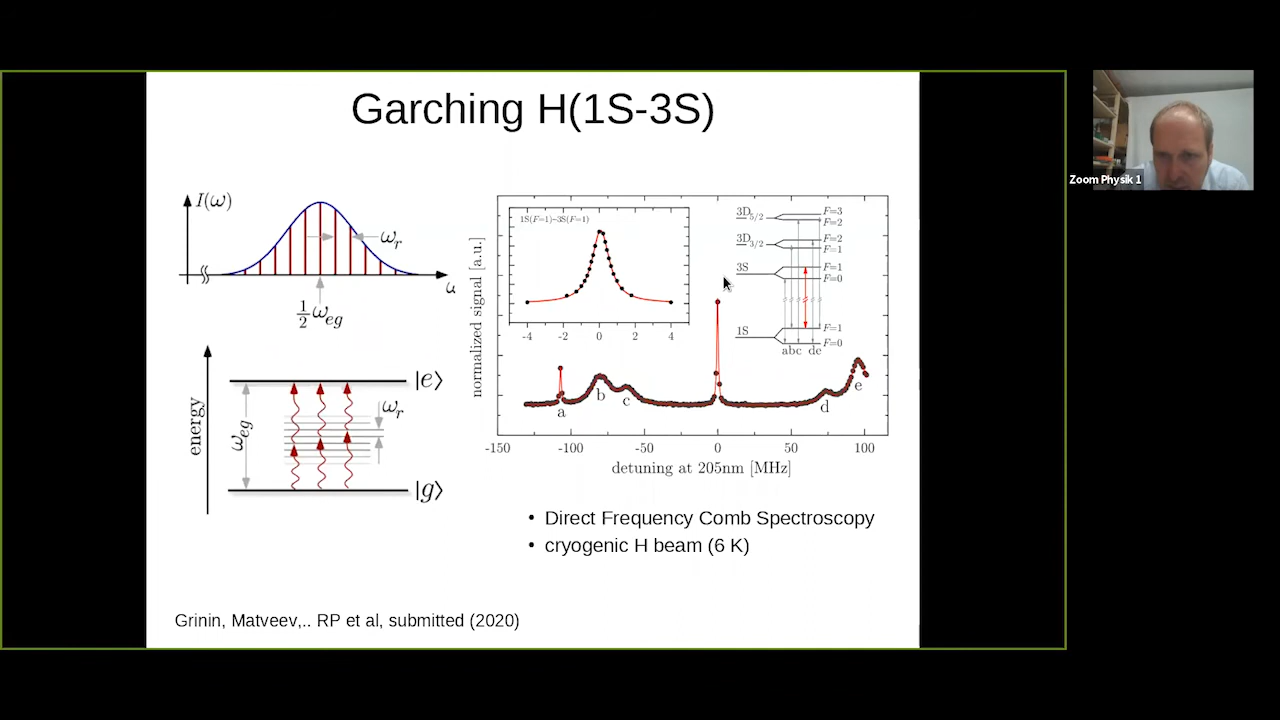 Garching H(1S-3S)
I(ω)
ω_r
ω
1/2 ω_eg
energy
ω_eg
|e⟩
ω_r
|g⟩
normalized signal [a.u.]
1S(F=1)-3S(F=1)
-4 -2 0 2 4
3D5/2 F=3
F=2
3D3/2 F=2
F=1
3S F=1
F=0
1S F=1
F=0
abc de
a b c d e
-150 -100 -50 0 50 100
detuning at 205nm [MHz]
• Direct Frequency Comb Spectroscopy
• cryogenic H beam (6 K)
Grinin, Matveev,.. RP et al, submitted (2020)
Zoom Physik 1